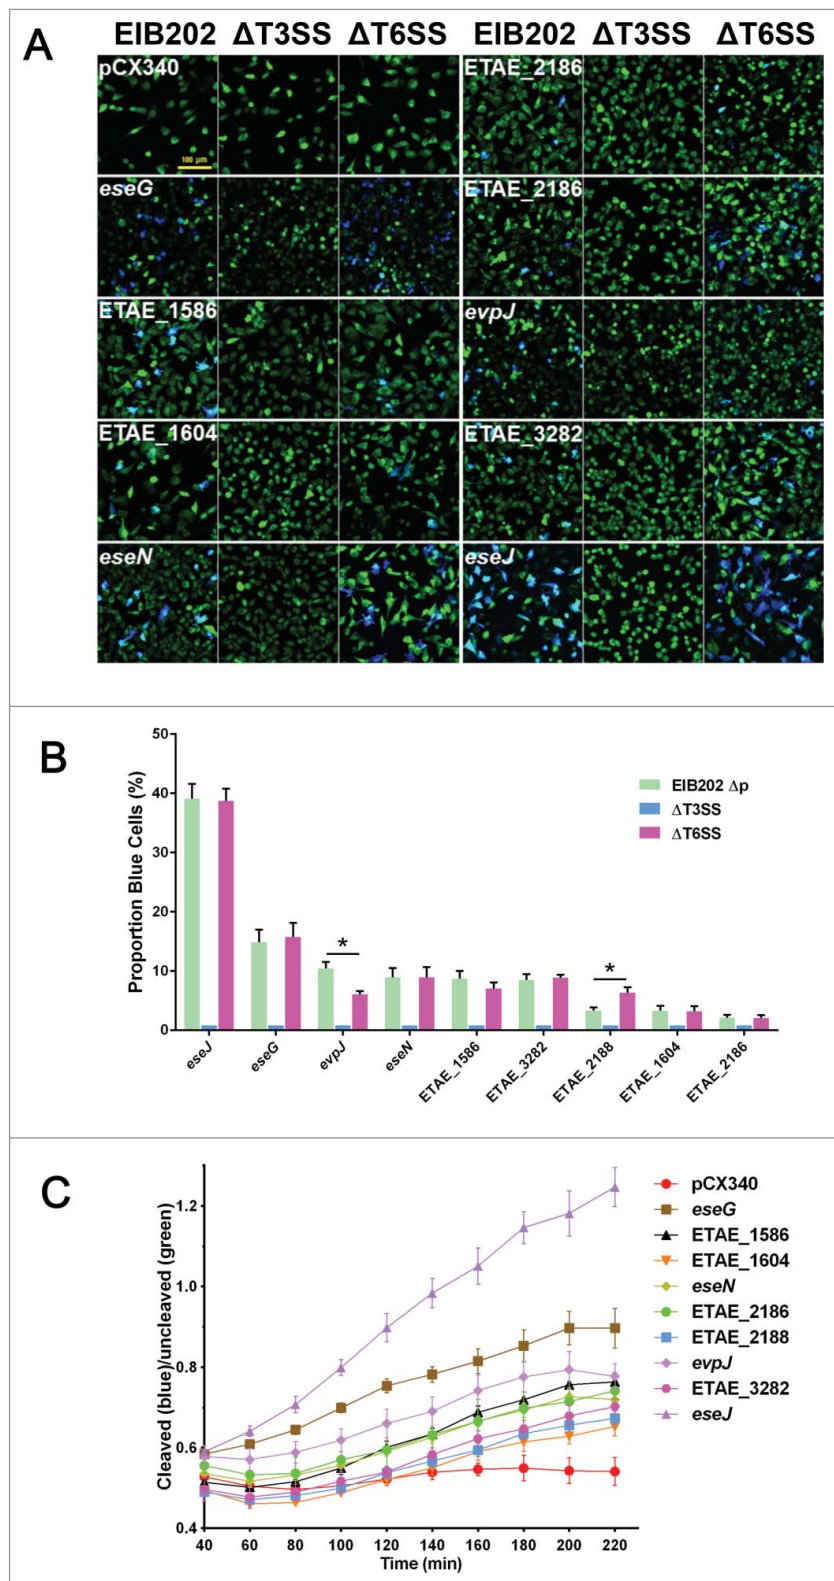 A
EIB202 ΔT3SS ΔT6SS EIB202 ΔT3SS ΔT6SS
pCX340 ETAE_2186
100 µm
eseG ETAE_2186
ETAE_1586 evpJ
ETAE_1604 ETAE_3282
eseN eseJ
B
Proportion Blue Cells (%)
50
40
30
20
10
0
EIB202 Δp
ΔT3SS
ΔT6SS
*
*
eseJ eseG evpJ eseN ETAE_1586 ETAE_3282 ETAE_2188 ETAE_1604 ETAE_2186
C
Cleaved (blue)/uncleaved (green)
1.2
1.0
0.8
0.6
0.4
40 60 80 100 120 140 160 180 200 220
Time (min)
pCX340
eseG
ETAE_1586
ETAE_1604
eseN
ETAE_2186
ETAE_2188
evpJ
ETAE_3282
eseJ